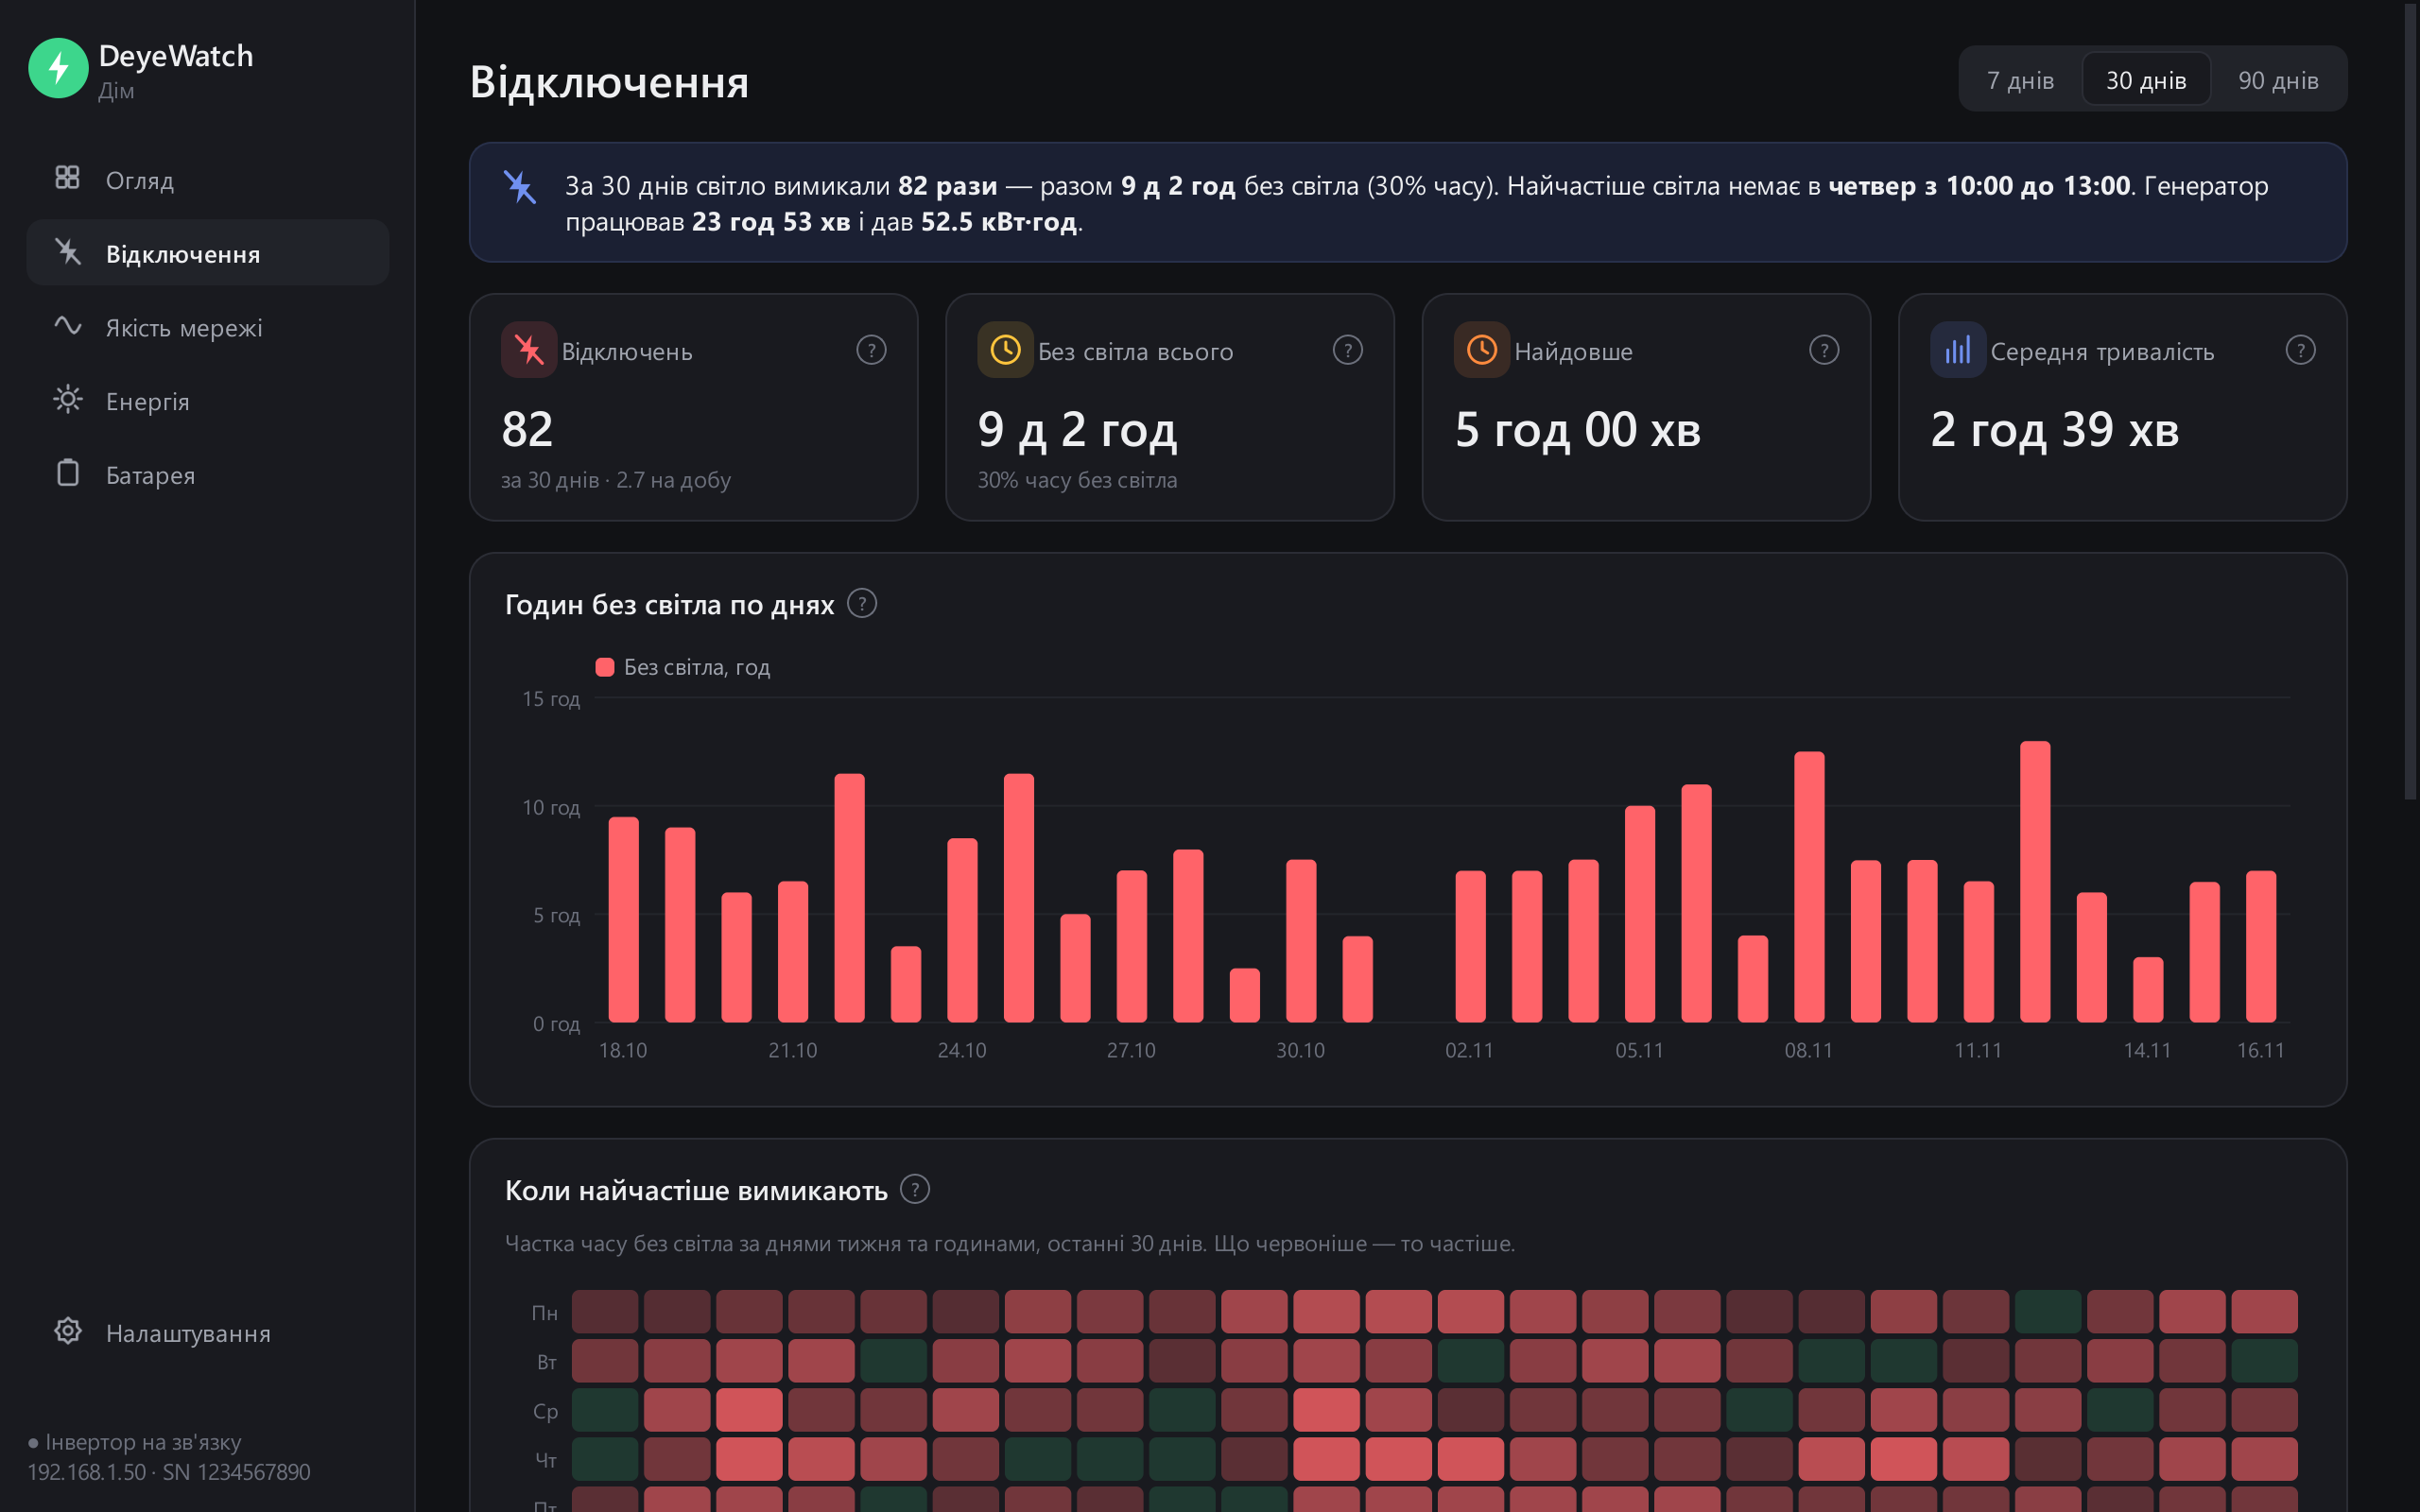 DeyeWatch
Дім
Огляд
Відключення
Якість мережі
Енергія
Батарея
Налаштування
● Інвертор на зв'язку
192.168.1.50 · SN 1234567890
Відключення
7 днів
30 днів
90 днів
За 30 днів світло вимикали 82 рази — разом 9 д 2 год без світла (30% часу). Найчастіше світла немає в четвер з 10:00 до 13:00. Генератор
працював 23 год 53 хв і дав 52.5 кВт·год.
Відключень
?
82
за 30 днів · 2.7 на добу
Без світла всього
?
9 д 2 год
30% часу без світла
Найдовше
?
5 год 00 хв
Середня тривалість
?
2 год 39 хв
Годин без світла по днях ?
Без світла, год
15 год
10 год
5 год
0 год
18.10 21.10 24.10 27.10 30.10 02.11 05.11 08.11 11.11 14.11 16.11
Коли найчастіше вимикають ?
Частка часу без світла за днями тижня та годинами, останні 30 днів. Що червоніше — то частіше.
Пн
Вт
Ср
Чт
Пт